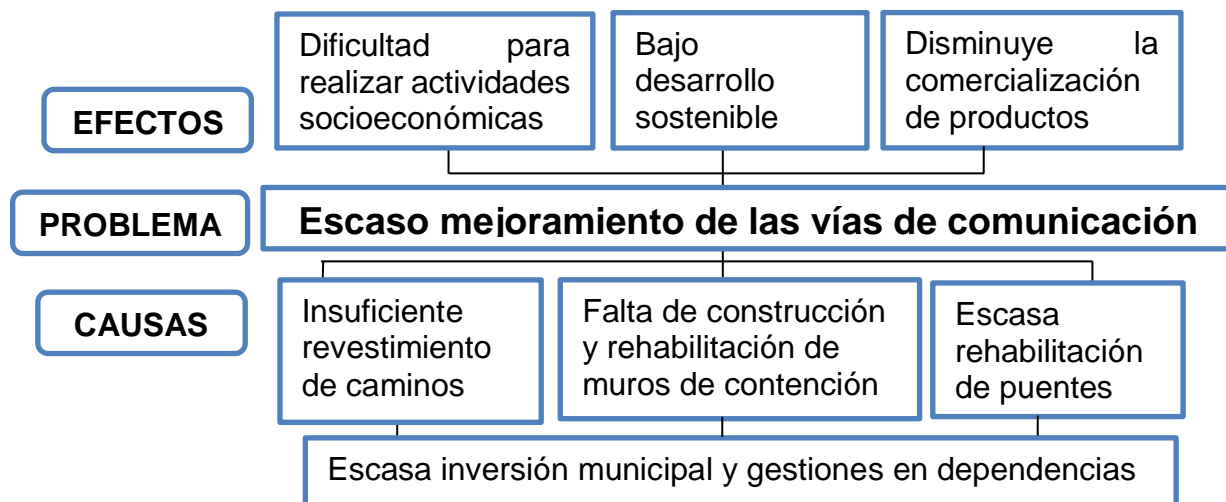 EFECTOS
Dificultad para
realizar actividades
socioeconómicas
Bajo
desarrollo
sostenible
Disminuye la
comercialización
de productos
PROBLEMA
Escaso mejoramiento de las vías de comunicación
CAUSAS
Insuficiente
revestimiento
de caminos
Falta de construcción
y rehabilitación de
muros de contención
Escasa
rehabilitación
de puentes
Escasa inversión municipal y gestiones en dependencias